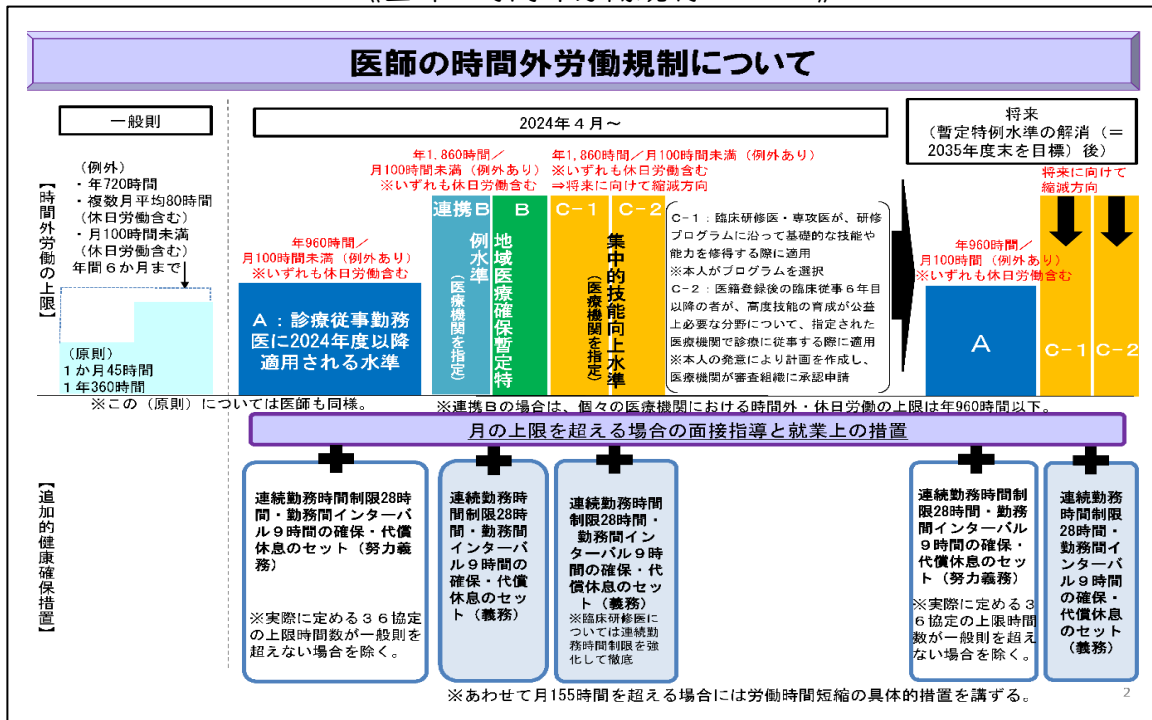 医師の時間外労働規制について
一般則
2024年4月～
将来
(暫定特例水準の解消(=
2035年度末を目標)後)
【時間外労働の上限】
(例外)
・年720時間
・複数月平均80時間
(休日労働含む)
・月100時間未満
(休日労働含む)
年間6か月まで
(原則)
1か月45時間
1年360時間
※この(原則)については医師も同様。
年960時間/
月100時間未満(例外あり)
※いずれも休日労働含む
A:診療従事勤務
医に2024年度以降
適用される水準
年1,860時間/
月100時間未満(例外あり)
※いずれも休日労働含む
連携B
B
地域医療確保暫定特
例水準
(医療機関を指定)
年1,860時間/月100時間未満(例外あり)
※いずれも休日労働含む
⇒将来に向けて縮減方向
C-1
C-2
集中的技能向上水準
(医療機関を指定)
C-1:臨床研修医・専攻医が、研修
プログラムに沿って基礎的な技能や
能力を修得する際に適用
※本人がプログラムを選択
C-2:医籍登録後の臨床従事6年目
以降の者が、高度技能の育成が公益
上必要な分野について、指定された
医療機関で診療に従事する際に適用
※本人の発意により計画を作成し、
医療機関が審査組織に承認申請
年960時間/
月100時間(例外あり)
※いずれも休日労働含む
A
将来に向けて
縮減方向
C-1
C-2
※連携Bの場合は、個々の医療機関における時間外・休日労働の上限は年960時間以下。
月の上限を超える場合の面接指導と就業上の措置
【追加的健康確保措置】
連続勤務時間制限28時
間・勤務間インターバ
ル9時間の確保・代償
休息のセット(努力義
務)
※実際に定める36協定
の上限時間数が一般則を
超えない場合を除く。
連続勤務時
間制限28時
間・勤務間
インターバ
ル9時間の
確保・代償
休息のセッ
ト(義務)
連続勤務時間
制限28時間・
勤務間イン
ターバル9時
間の確保・代
償休息のセッ
ト(義務)
※臨床研修医に
ついては連続勤
務時間制限を強
化して徹底
連続勤務時間制
限28時間・勤務
間インターバル
9時間の確保・
代償休息のセッ
ト(努力義務)
※実際に定める3
6協定の上限時間
数が一般則を超え
ない場合を除く。
連続勤務
時間制限
28時間・勤
務間イン
ターバル9
時間の確
保・代償休
息のセット
(義務)
※あわせて月155時間を超える場合には労働時間短縮の具体的措置を講ずる。
2